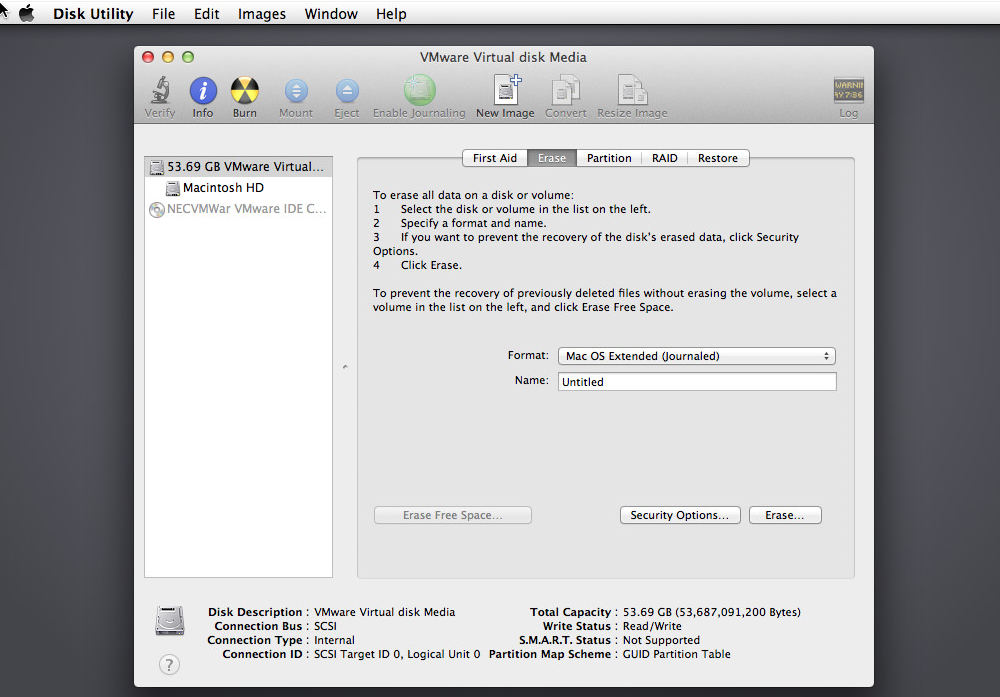 Disk Utility File Edit Images Window Help
VMware Virtual disk Media
Verify Info Burn Mount Eject Enable Journaling New Image Convert Resize Image Log
WARNIN
AY 7:36
53.69 GB VMware Virtual...
Macintosh HD
NECVMWar VMware IDE C...
First Aid Erase Partition RAID Restore
To erase all data on a disk or volume:
1 Select the disk or volume in the list on the left.
2 Specify a format and name.
3 If you want to prevent the recovery of the disk's erased data, click Security
Options.
4 Click Erase.
To prevent the recovery of previously deleted files without erasing the volume, select a
volume in the list on the left, and click Erase Free Space.
Format: Mac OS Extended (Journaled)
Name: Untitled
Erase Free Space... Security Options... Erase...
Disk Description : VMware Virtual disk Media Total Capacity : 53.69 GB (53,687,091,200 Bytes)
Connection Bus : SCSI Write Status : Read/Write
Connection Type : Internal S.M.A.R.T. Status : Not Supported
Connection ID : SCSI Target ID 0, Logical Unit 0 Partition Map Scheme : GUID Partition Table
?